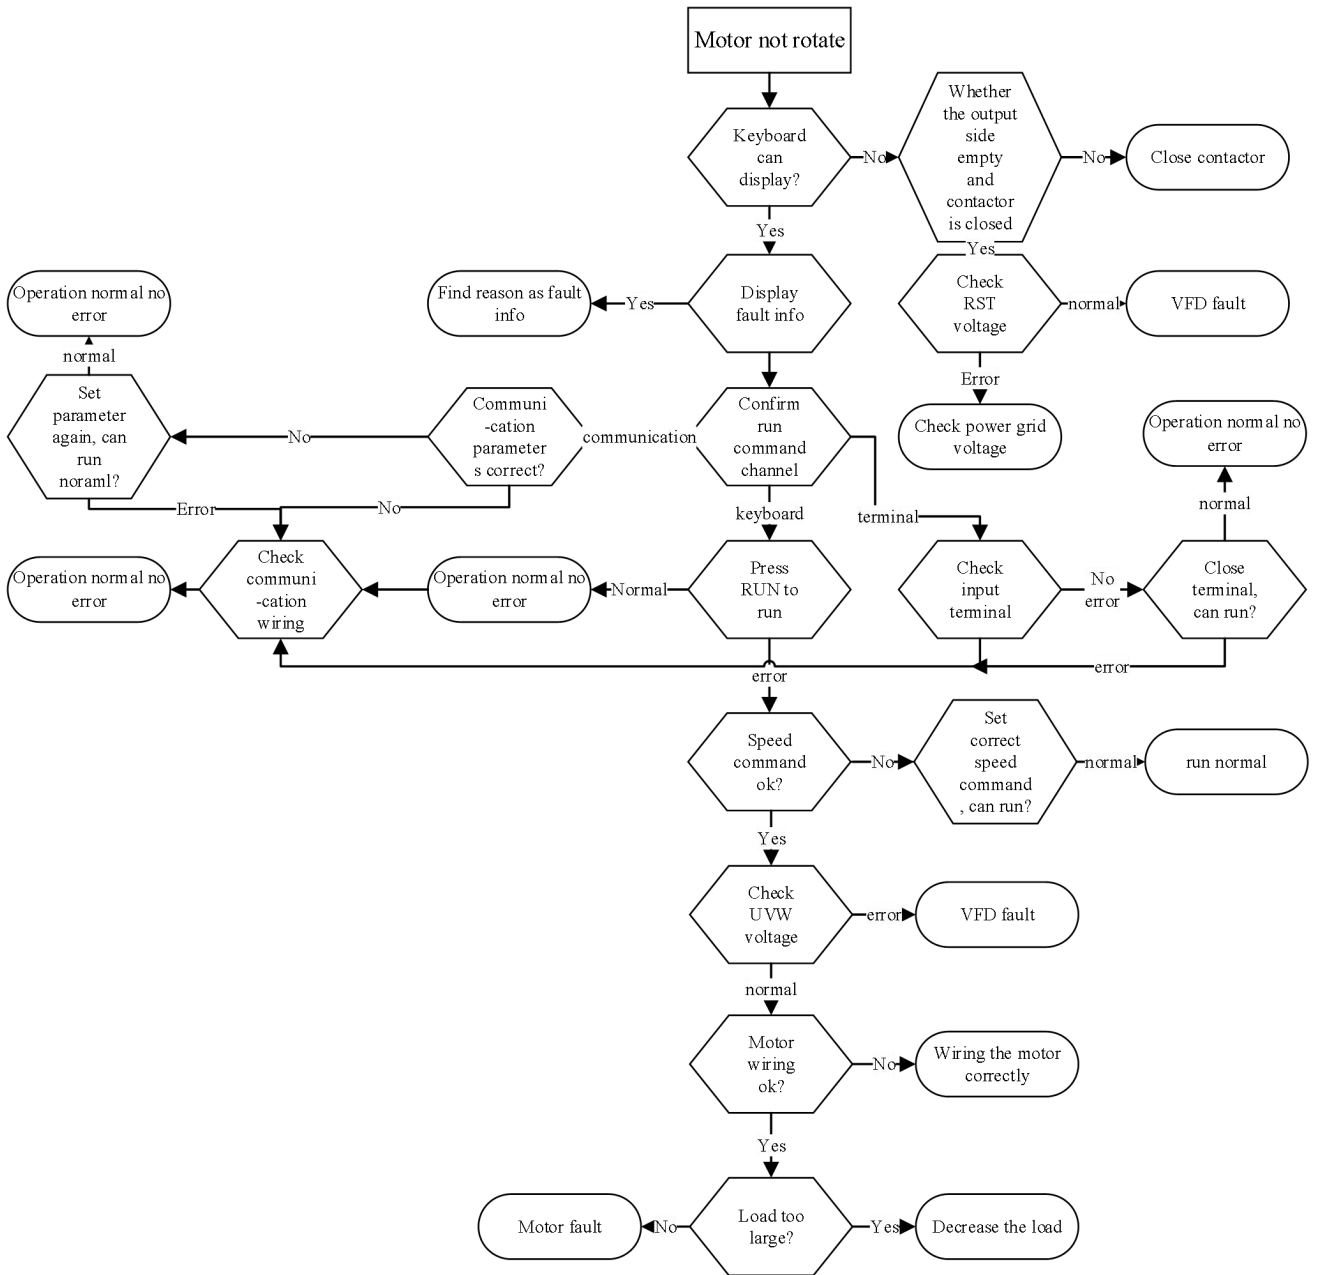 Motor not rotate
Keyboard
can
display?
No
Whether
the output
side
empty
and
contactor
is closed
No
Close contactor
Yes
Yes
Operation normal no
error
Find reason as fault
info
Yes
Display
fault info
Check
RST
voltage
normal
VFD fault
normal
Error
Set
parameter
again, can
run
noraml?
No
Communi
-cation
parameter
s correct?
communication
Confirm
run
command
channel
Check power grid
voltage
Operation normal no
error
Error
No
keyboard
terminal
normal
Operation normal no
error
Check
communi
-cation
wiring
Operation normal no
error
Normal
Press
RUN to
run
Check
input
terminal
No
error
Close
terminal,
can run?
error
error
Speed
command
ok?
No
Set
correct
speed
command
, can run?
normal
run normal
Yes
Check
UVW
voltage
error
VFD fault
normal
Motor
wiring
ok?
No
Wiring the motor
correctly
Yes
Motor fault
No
Load too
large?
Yes
Decrease the load